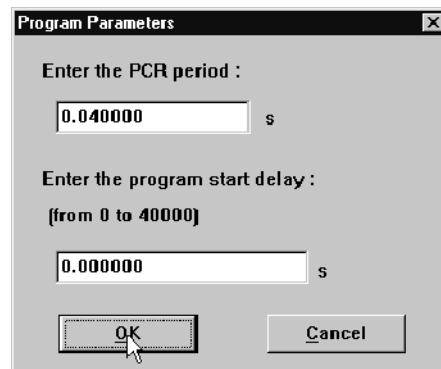 Program Parameters
Enter the PCR period :
0.040000 s
Enter the program start delay :
(from 0 to 40000)
0.000000 s
OK Cancel